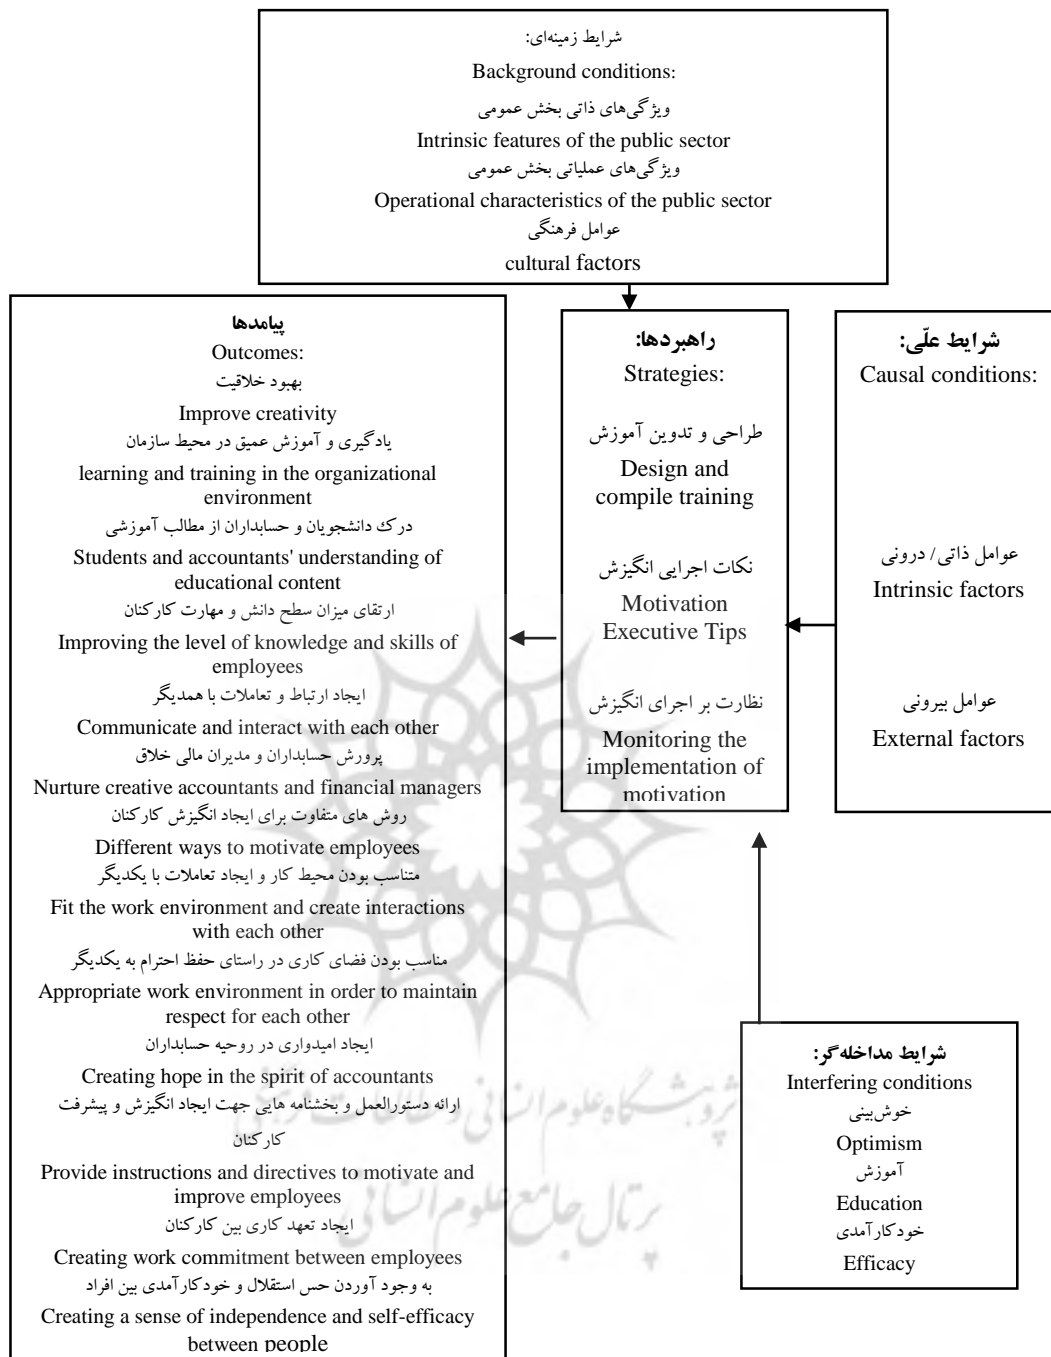 شرایط زمینه‌ای:
Background conditions:
ویژگی‌های ذاتی بخش عمومی
Intrinsic features of the public sector
ویژگی‌های عملیاتی بخش عمومی
Operational characteristics of the public sector
عوامل فرهنگی
cultural factors
شرایط علّی:
Causal conditions:
عوامل ذاتی/ درونی
Intrinsic factors
عوامل بیرونی
External factors
راهبردها:
Strategies:
طراحی و تدوین آموزش
Design and
compile training
نکات اجرایی انگیزش
Motivation
Executive Tips
نظارت بر اجرای انگیزش
Monitoring the
implementation of
motivation
پیامدها
Outcomes:
بهبود خلاقیت
Improve creativity
یادگیری و آموزش عمیق در محیط سازمان
learning and training in the organizational
environment
درک دانشجویان و حسابداران از مطالب آموزشی
Students and accountants' understanding of
educational content
ارتقای میزان سطح دانش و مهارت کارکنان
Improving the level of knowledge and skills of
employees
ایجاد ارتباط و تعاملات با همدیگر
Communicate and interact with each other
پرورش حسابداران و مدیران مالی خلاق
Nurture creative accountants and financial managers
روش های متفاوت برای ایجاد انگیزش کارکنان
Different ways to motivate employees
متناسب بودن محیط کار و ایجاد تعاملات با یکدیگر
Fit the work environment and create interactions
with each other
مناسب بودن فضای کاری در راستای حفظ احترام به یکدیگر
Appropriate work environment in order to maintain
respect for each other
ایجاد امیدواری در روحیه حسابداران
Creating hope in the spirit of accountants
ارائه دستورالعمل و بخشنامه هایی جهت ایجاد انگیزش و پیشرفت
کارکنان
Provide instructions and directives to motivate and
improve employees
ایجاد تعهد کاری بین کارکنان
Creating work commitment between employees
به وجود آوردن حس استقلال و خودکارآمدی بین افراد
Creating a sense of independence and self-efficacy
between people
شرایط مداخله‌گر:
Interfering conditions
خوش‌بینی
Optimism
آموزش
Education
خودکارآمدی
Efficacy
پژوهشگاه علوم انسانی و مطالعات فرهنگی
پرتال جامع علوم انسانی